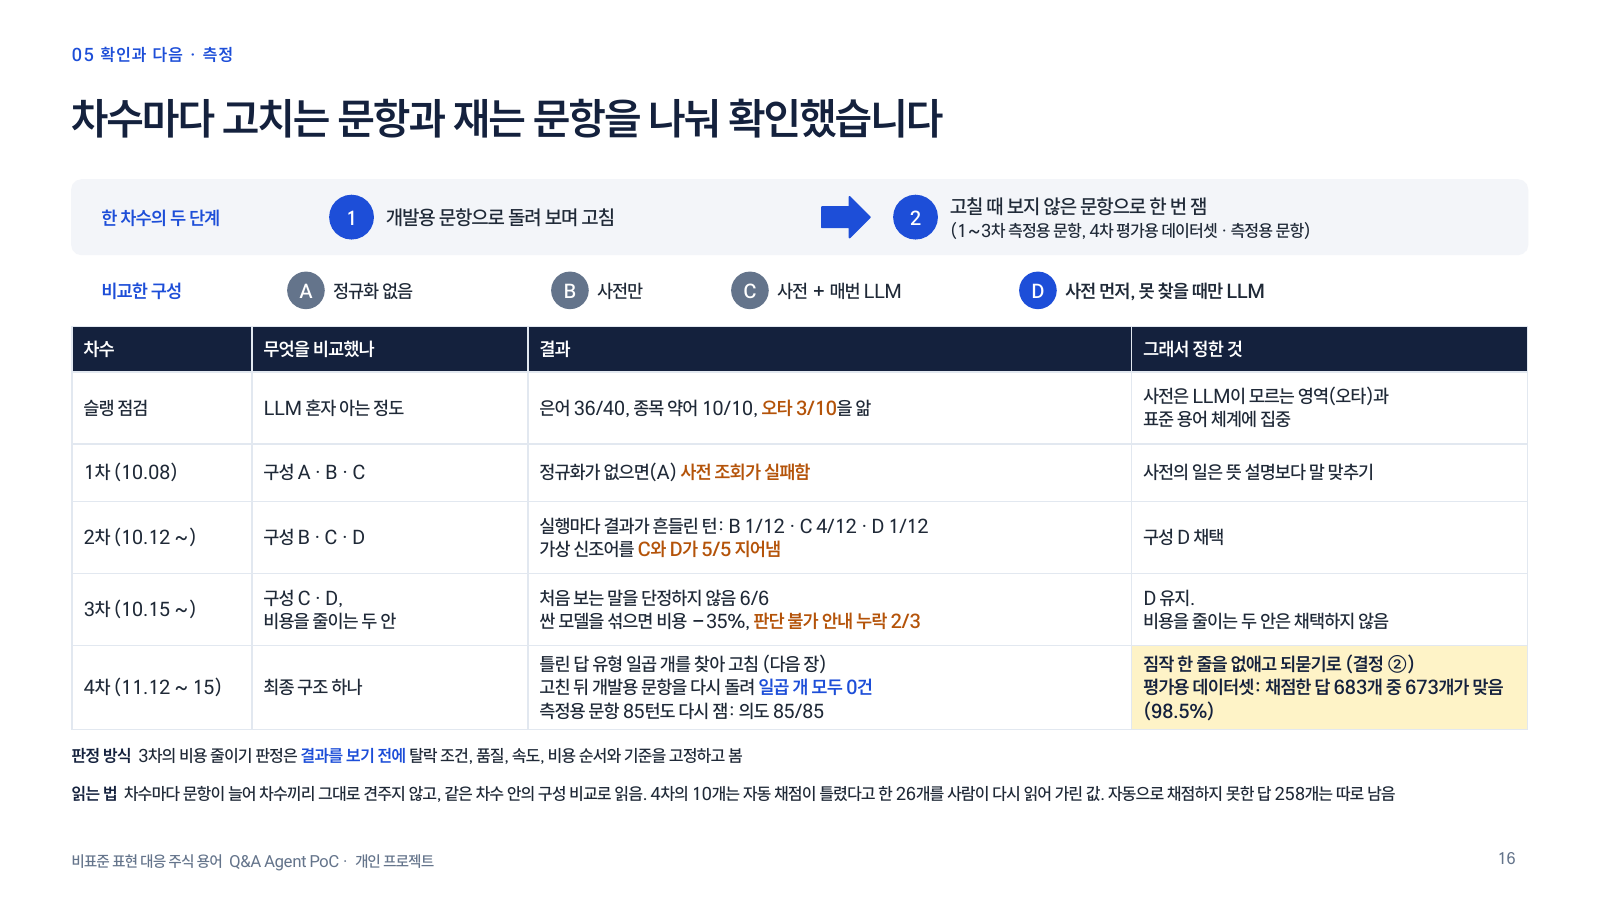 05 확인과 다음 · 측정
차수마다 고치는 문항과 재는 문항을 나눠 확인했습니다
한 차수의 두 단계
1 개발용 문항으로 돌려 보며 고침
2 고칠 때 보지 않은 문항으로 한 번 잼
(1~3차 측정용 문항, 4차 평가용 데이터셋 · 측정용 문항)
비교한 구성
A 정규화 없음
B 사전만
C 사전 + 매번 LLM
D 사전 먼저, 못 찾을 때만 LLM
차수
무엇을 비교했나
결과
그래서 정한 것
슬랭 점검
LLM 혼자 아는 정도
은어 36/40, 종목 약어 10/10, 오타 3/10을 앎
사전은 LLM이 모르는 영역(오타)과
표준 용어 체계에 집중
1차 (10.08)
구성 A · B · C
정규화가 없으면(A) 사전 조회가 실패함
사전의 일은 뜻 설명보다 말 맞추기
2차 (10.12 ~)
구성 B · C · D
실행마다 결과가 흔들린 턴: B 1/12 · C 4/12 · D 1/12
가상 신조어를 C와 D가 5/5 지어냄
구성 D 채택
3차 (10.15 ~)
구성 C · D,
비용을 줄이는 두 안
처음 보는 말을 단정하지 않음 6/6
싼 모델을 섞으면 비용 −35%, 판단 불가 안내 누락 2/3
D 유지.
비용을 줄이는 두 안은 채택하지 않음
4차 (11.12 ~ 15)
최종 구조 하나
틀린 답 유형 일곱 개를 찾아 고침 (다음 장)
고친 뒤 개발용 문항을 다시 돌려 일곱 개 모두 0건
측정용 문항 85턴도 다시 잼: 의도 85/85
짐작 한 줄을 없애고 되묻기로 (결정 ②)
평가용 데이터셋: 채점한 답 683개 중 673개가 맞음
(98.5%)
판정 방식 3차의 비용 줄이기 판정은 결과를 보기 전에 탈락 조건, 품질, 속도, 비용 순서와 기준을 고정하고 봄
읽는 법 차수마다 문항이 늘어 차수끼리 그대로 견주지 않고, 같은 차수 안의 구성 비교로 읽음. 4차의 10개는 자동 채점이 틀렸다고 한 26개를 사람이 다시 읽어 가린 값. 자동으로 채점하지 못한 답 258개는 따로 남음
비표준 표현 대응 주식 용어 Q&A Agent PoC · 개인 프로젝트
16